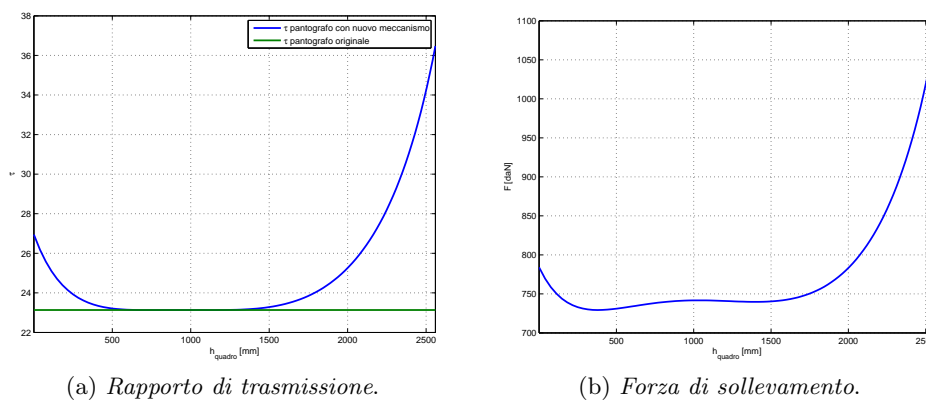 38
36
34
32
30
28
26
24
22
τ
τ pantografo con nuovo meccanismo
τ pantografo originale
500 1000 1500 2000 2500
h_quadro [mm]
(a) Rapporto di trasmissione.
1100
1050
1000
950
900
850
800
750
700
F [daN]
500 1000 1500 2000 2500
h_quadro [mm]
(b) Forza di sollevamento.